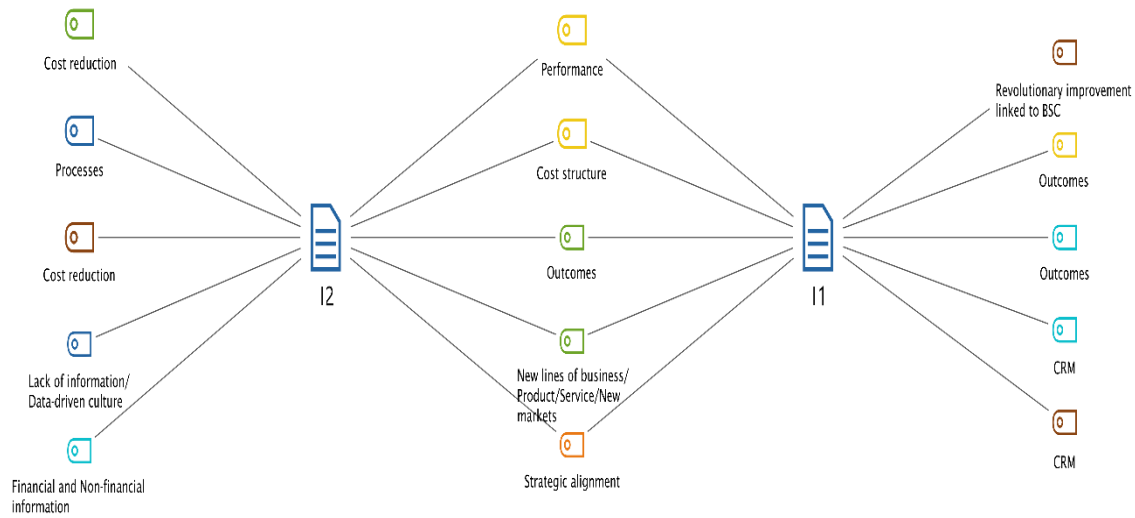 Cost reduction
Processes
Cost reduction
Lack of information/
Data-driven culture
Financial and Non-financial
information
I2
Performance
Cost structure
Outcomes
New lines of business/
Product/Service/New
markets
Strategic alignment
I1
Revolutionary improvement
linked to BSC
Outcomes
Outcomes
CRM
CRM